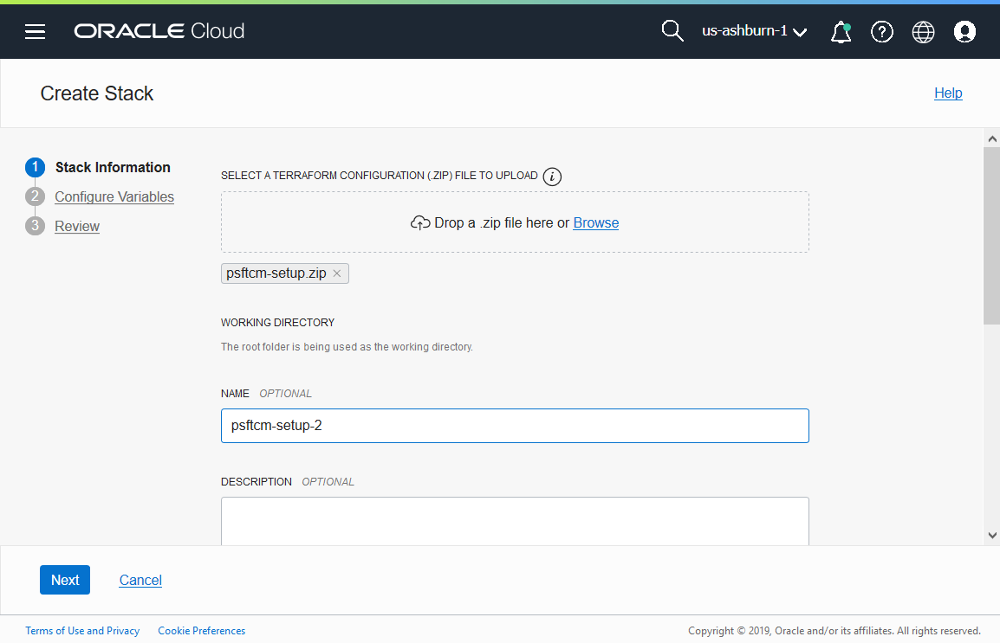 ORACLE Cloud
us-ashburn-1
Create Stack
Help
1 Stack Information
2 Configure Variables
3 Review
SELECT A TERRAFORM CONFIGURATION (.ZIP) FILE TO UPLOAD i
Drop a .zip file here or Browse
psftcm-setup.zip ×
WORKING DIRECTORY
The root folder is being used as the working directory.
NAME OPTIONAL
psftcm-setup-2
DESCRIPTION OPTIONAL
Next Cancel
Terms of Use and Privacy Cookie Preferences
Copyright © 2019, Oracle and/or its affiliates. All rights reserved.